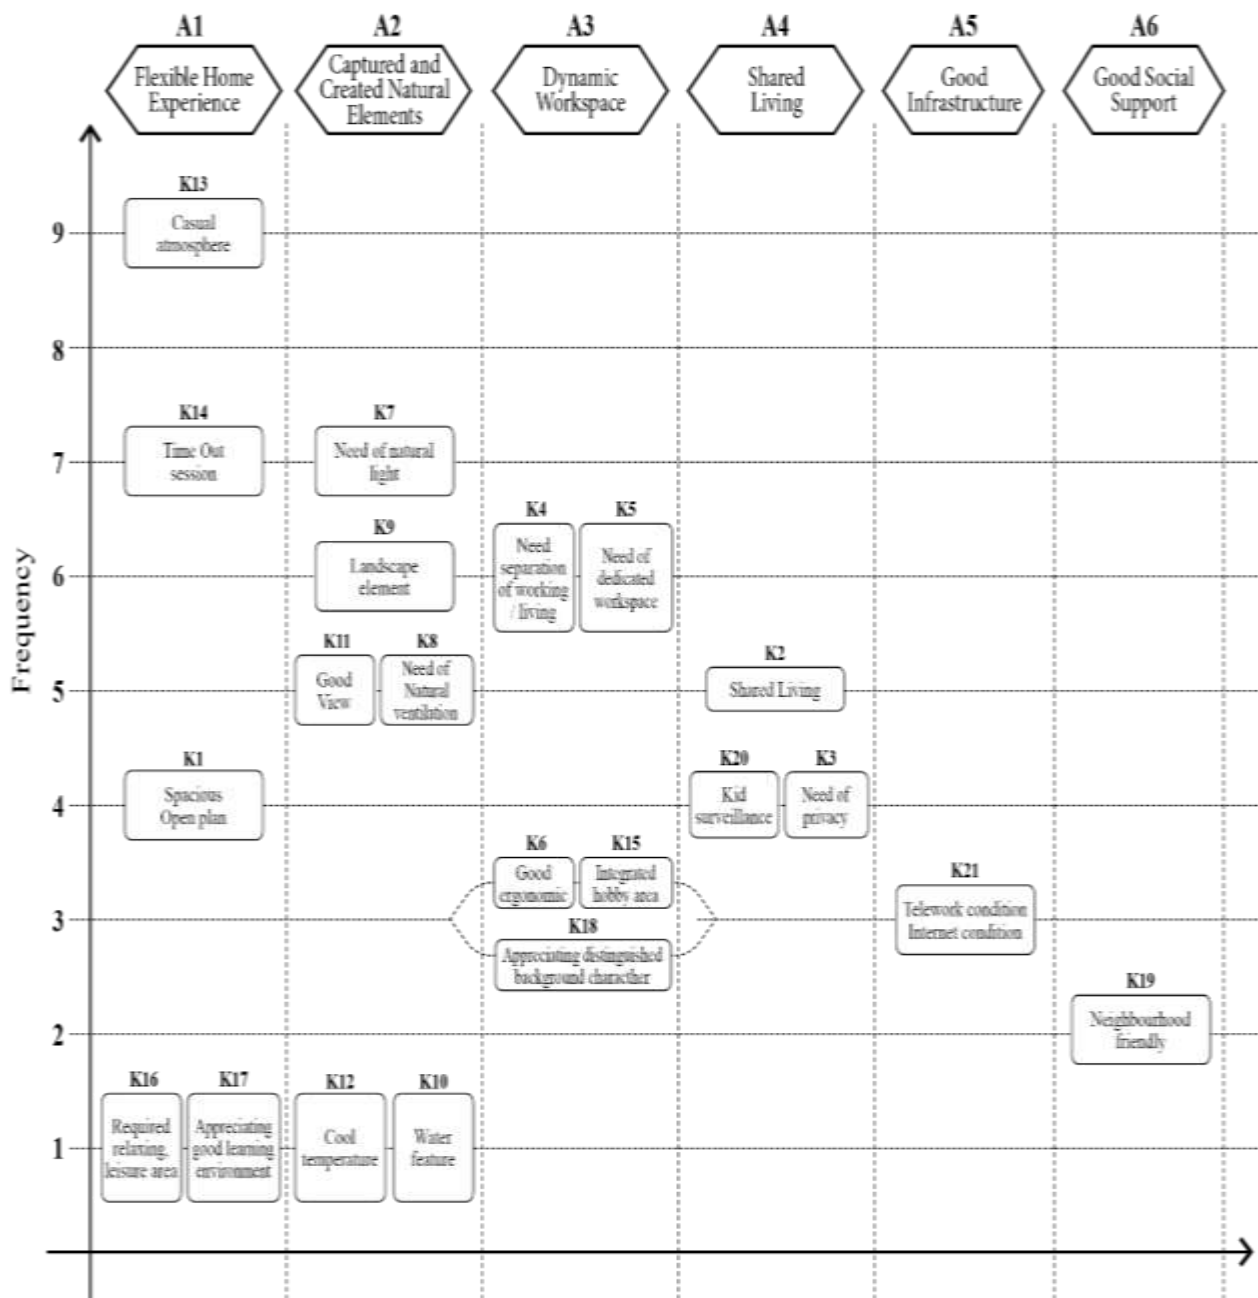 A1
A2
A3
A4
A5
A6
Flexible Home
Experience
Captured and
Created Natural
Elements
Dynamic
Workspace
Shared
Living
Good
Infrastructure
Good Social
Support
Frequency
9
K13
Casual
atmosphere
8
7
K14
Time Out
session
K7
Need of natural
light
6
K9
Landscape
element
K4
Need
separation
of working
/ living
K5
Need of
dedicated
workspace
5
K11
Good
View
K8
Need of
Natural
ventilation
K2
Shared Living
4
K1
Spacious
Open plan
K20
Kid
surveillance
K3
Need of
privacy
3
K6
Good
ergonomic
K15
Integrated
hobby area
K18
Appreciating distinguished
background characther
K21
Telework condition
Internet condition
2
K19
Neighbourhood
friendly
1
K16
Required
relaxing,
leisure area
K17
Appreciating
good learning
environment
K12
Cool
temperature
K10
Water
feature